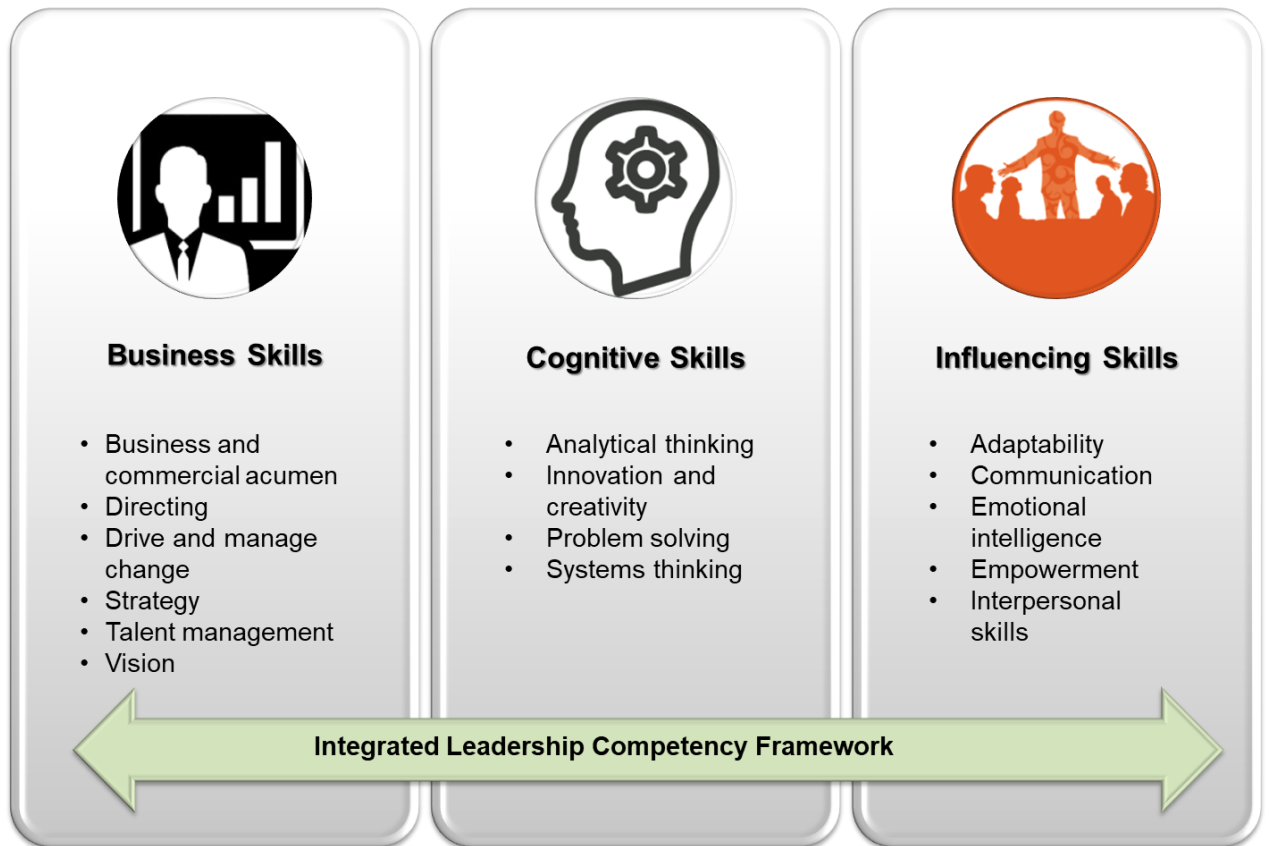 Business Skills
• Business and
commercial acumen
• Directing
• Drive and manage
change
• Strategy
• Talent management
• Vision
Cognitive Skills
• Analytical thinking
• Innovation and
creativity
• Problem solving
• Systems thinking
Influencing Skills
• Adaptability
• Communication
• Emotional
intelligence
• Empowerment
• Interpersonal
skills
Integrated Leadership Competency Framework